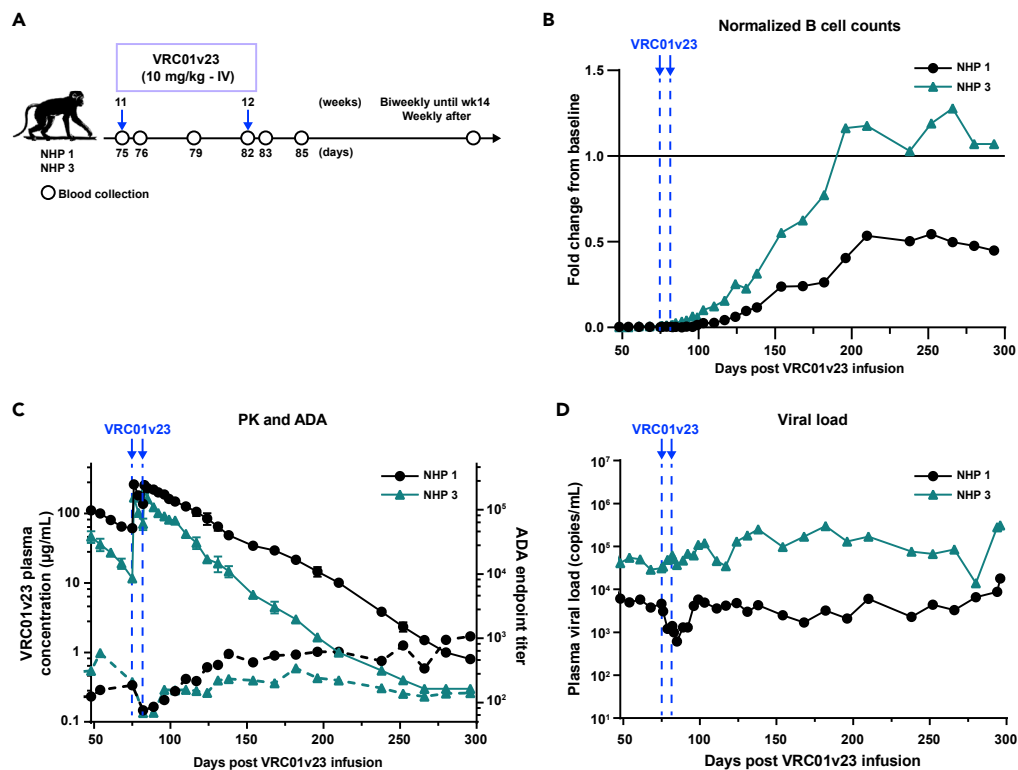 A
VRC01v23
(10 mg/kg - IV)
11
12
(weeks)
Biweekly until wk14
Weekly after
NHP 1
NHP 3
75
76
79
82
83
85
(days)
Blood collection
B
Normalized B cell counts
VRC01v23
NHP 1
NHP 3
Fold change from baseline
1.5
1.0
0.5
0.0
50
100
150
200
250
300
Days post VRC01v23 infusion
C
PK and ADA
VRC01v23
NHP 1
NHP 3
VRC01v23 plasma
concentration (µg/mL)
100
10
1
0.1
ADA endpoint titer
10⁵
10⁴
10³
10²
50
100
150
200
250
300
Days post VRC01v23 infusion
D
Viral load
VRC01v23
NHP 1
NHP 3
Plasma viral load (copies/mL)
10⁷
10⁶
10⁵
10⁴
10³
10²
10¹
50
100
150
200
250
300
Days post VRC01v23 infusion